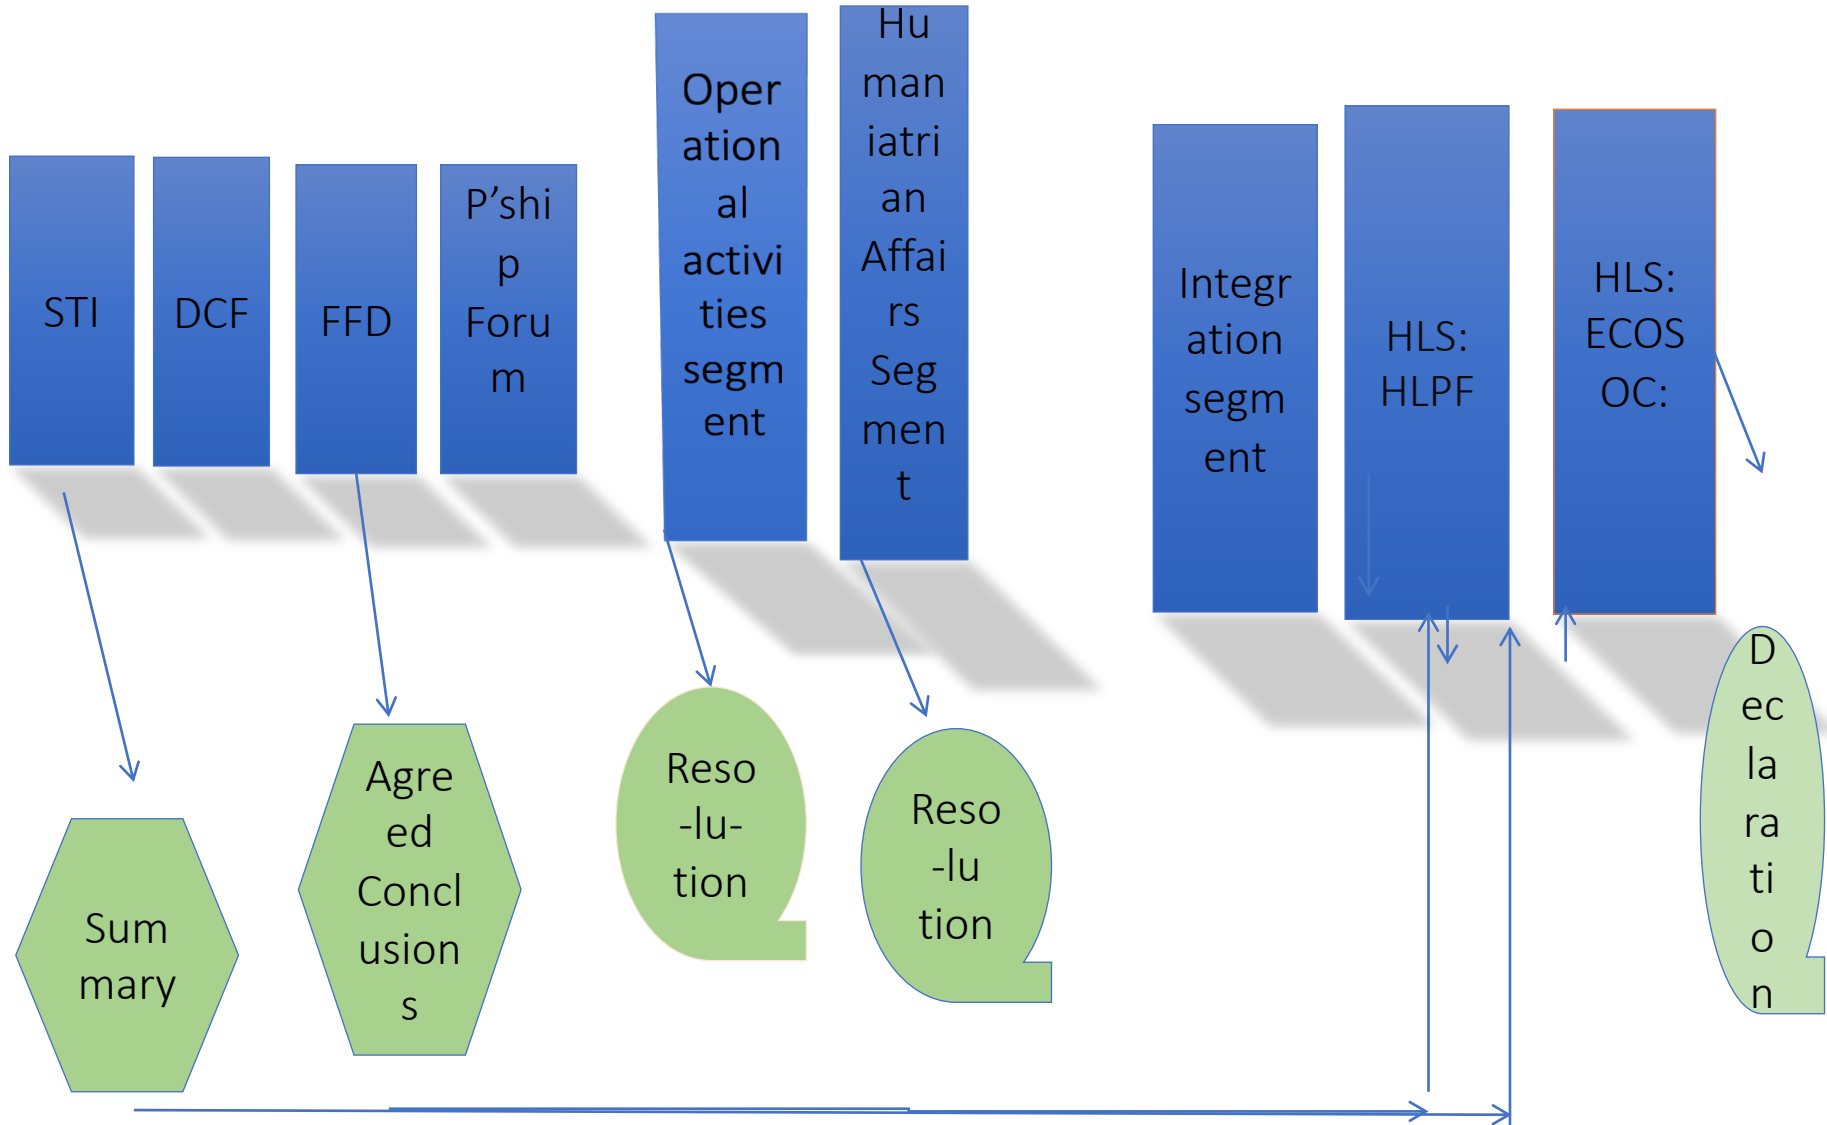 STI
DCF
FFD
P'shi
p
Foru
m
Oper
ation
al
activi
ties
segm
ent
Hu
man
iatri
an
Affai
rs
Seg
men
t
Integr
ation
segm
ent
HLS:
HLPF
HLS:
ECOS
OC:
Sum
mary
Agre
ed
Concl
usion
s
Reso
-lu-
tion
Reso
-lu
tion
D
ec
la
ra
ti
o
n